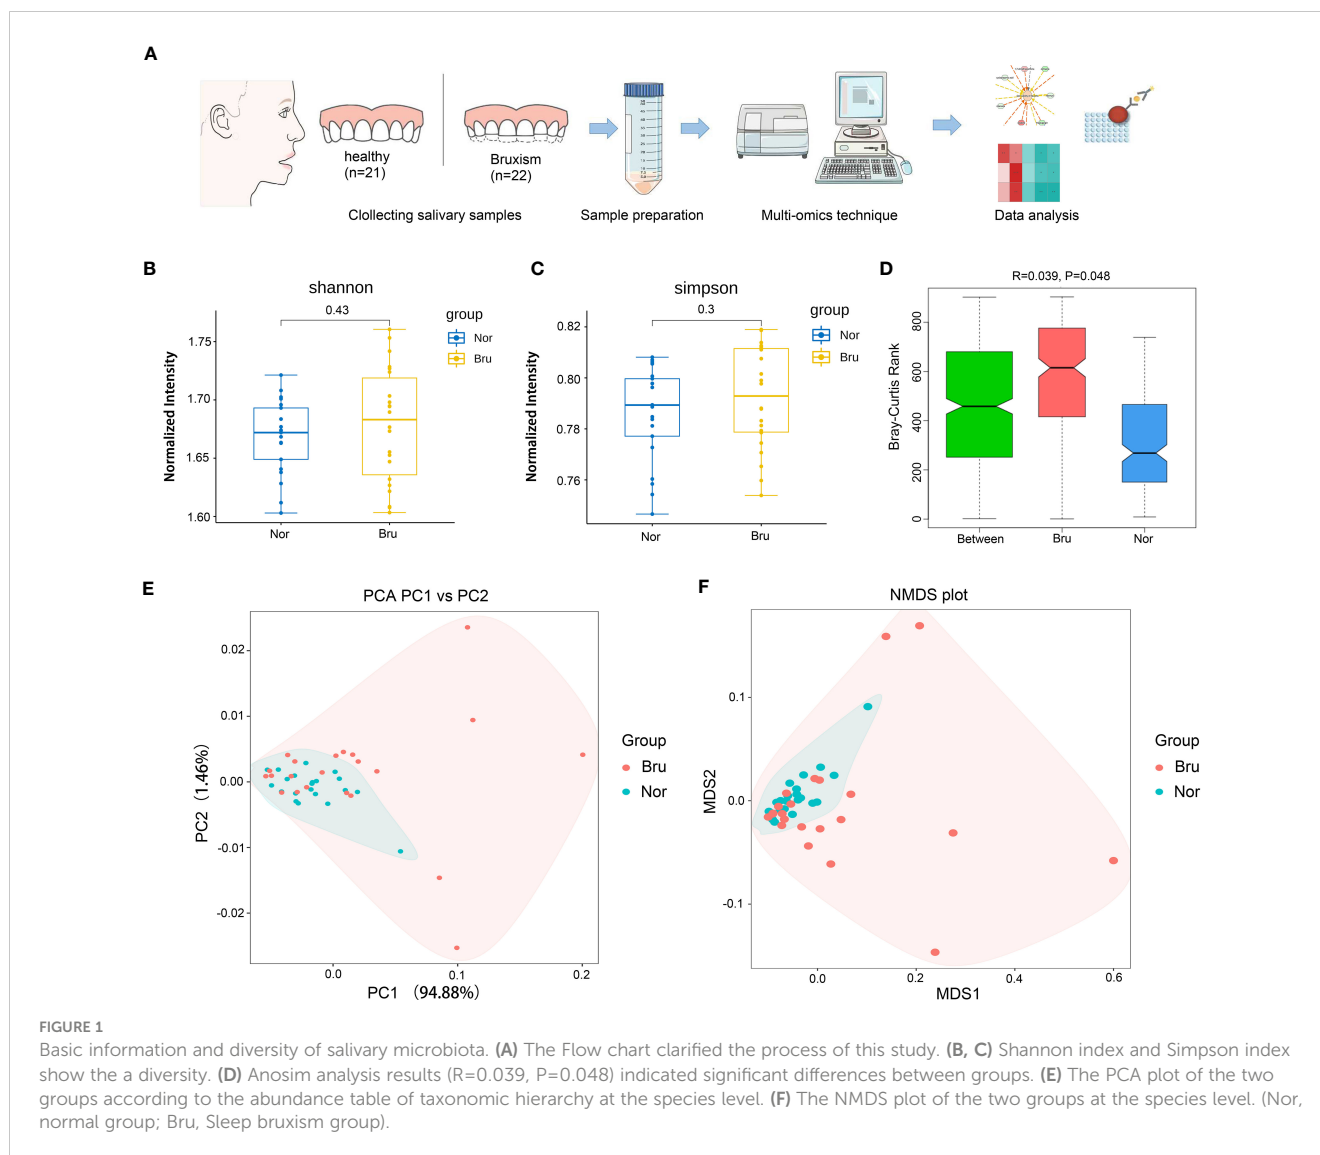 A
healthy
(n=21)
Bruxism
(n=22)
Clollecting salivary samples
Sample preparation
Multi-omics technique
Data analysis
B
shannon
0.43
Normalized Intensity
1.75
1.70
1.65
1.60
Nor
Bru
group
Nor
Bru
C
simpson
0.3
Normalized Intensity
0.82
0.80
0.78
0.76
Nor
Bru
group
Nor
Bru
D
R=0.039, P=0.048
Bray-Curtis Rank
800
600
400
200
0
Between
Bru
Nor
E
PCA PC1 vs PC2
PC2 (1.46%)
0.02
0.01
0.00
-0.01
-0.02
0.0
0.1
0.2
PC1 (94.88%)
Group
Bru
Nor
F
NMDS plot
MDS2
0.1
0.0
-0.1
0.0
0.2
0.4
0.6
MDS1
Group
Bru
Nor
FIGURE 1
Basic information and diversity of salivary microbiota. (A) The Flow chart clarified the process of this study. (B, C) Shannon index and Simpson index
show the a diversity. (D) Anosim analysis results (R=0.039, P=0.048) indicated significant differences between groups. (E) The PCA plot of the two
groups according to the abundance table of taxonomic hierarchy at the species level. (F) The NMDS plot of the two groups at the species level. (Nor,
normal group; Bru, Sleep bruxism group).